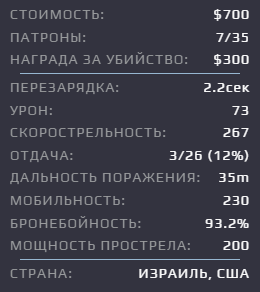 СТОИМОСТЬ: $700
ПАТРОНЫ: 7/35
НАГРАДА ЗА УБИЙСТВО: $300
ПЕРЕЗАРЯДКА: 2.2сек
УРОН: 73
СКОРОСТРЕЛЬНОСТЬ: 267
ОТДАЧА: 3/26 (12%)
ДАЛЬНОСТЬ ПОРАЖЕНИЯ: 35m
МОБИЛЬНОСТЬ: 230
БРОНЕБОЙНОСТЬ: 93.2%
МОЩНОСТЬ ПРОСТРЕЛА: 200
СТРАНА: ИЗРАИЛЬ, США